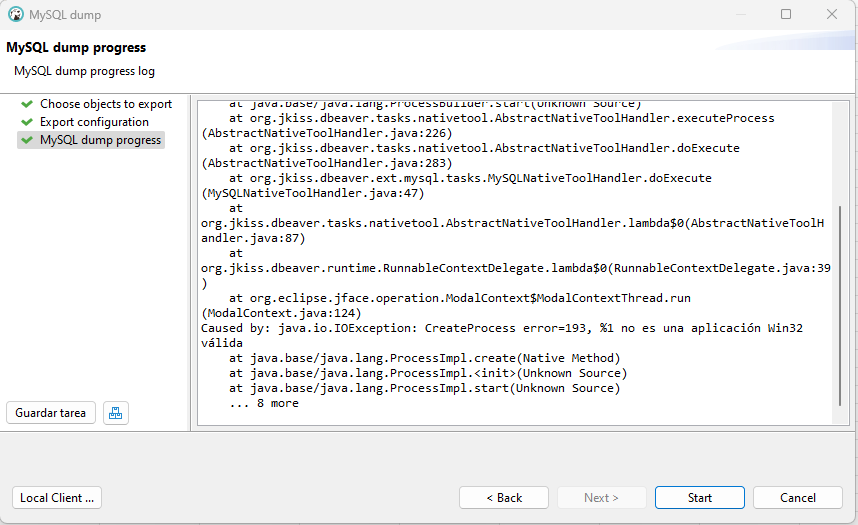 MySQL dump
MySQL dump progress
MySQL dump progress log
Choose objects to export
Export configuration
MySQL dump progress
at java.base/java.lang.ProcessBuilder.start(Unknown Source)
at org.jkiss.dbeaver.tasks.nativetool.AbstractNativeToolHandler.executeProcess
(AbstractNativeToolHandler.java:226)
at org.jkiss.dbeaver.tasks.nativetool.AbstractNativeToolHandler.doExecute
(AbstractNativeToolHandler.java:283)
at org.jkiss.dbeaver.ext.mysql.tasks.MySQLNativeToolHandler.doExecute
(MySQLNativeToolHandler.java:47)
at
org.jkiss.dbeaver.tasks.nativetool.AbstractNativeToolHandler.lambda$0(AbstractNativeToolH
andler.java:87)
at
org.jkiss.dbeaver.runtime.RunnableContextDelegate.lambda$0(RunnableContextDelegate.java:39
)
at org.eclipse.jface.operation.ModalContext$ModalContextThread.run
(ModalContext.java:124)
Caused by: java.io.IOException: CreateProcess error=193, %1 no es una aplicación Win32
válida
at java.base/java.lang.ProcessImpl.create(Native Method)
at java.base/java.lang.ProcessImpl.<init>(Unknown Source)
at java.base/java.lang.ProcessImpl.start(Unknown Source)
... 8 more
Guardar tarea
Local Client ...
< Back
Next >
Start
Cancel